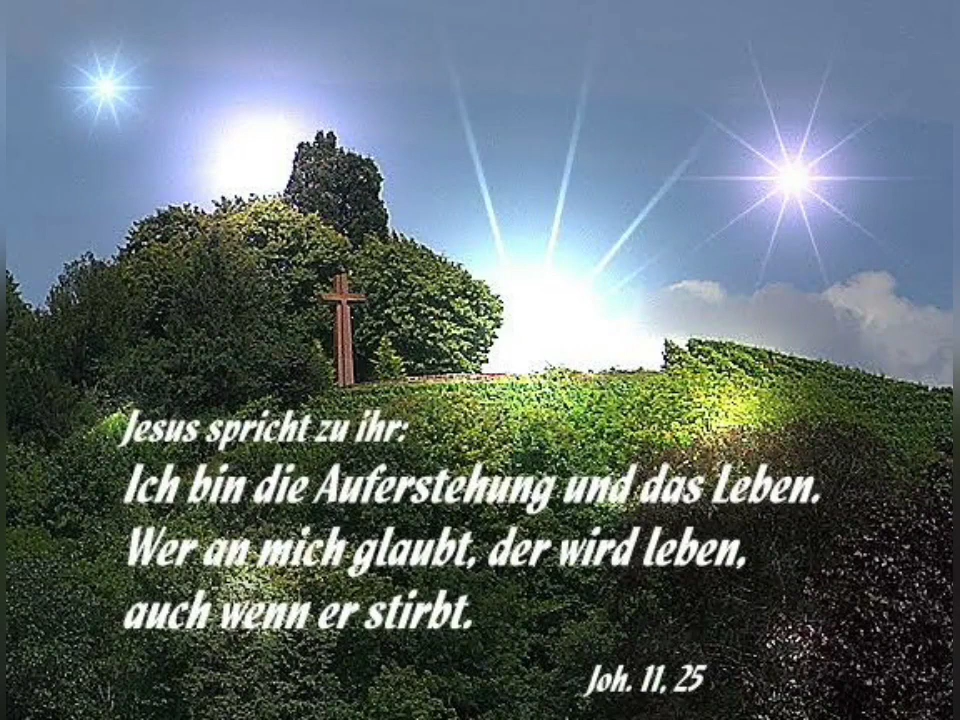 Jesus spricht zu ihr:
Ich bin die Auferstehung und das Leben.
Wer an mich glaubt, der wird leben,
auch wenn er stirbt.
Joh. 11, 25